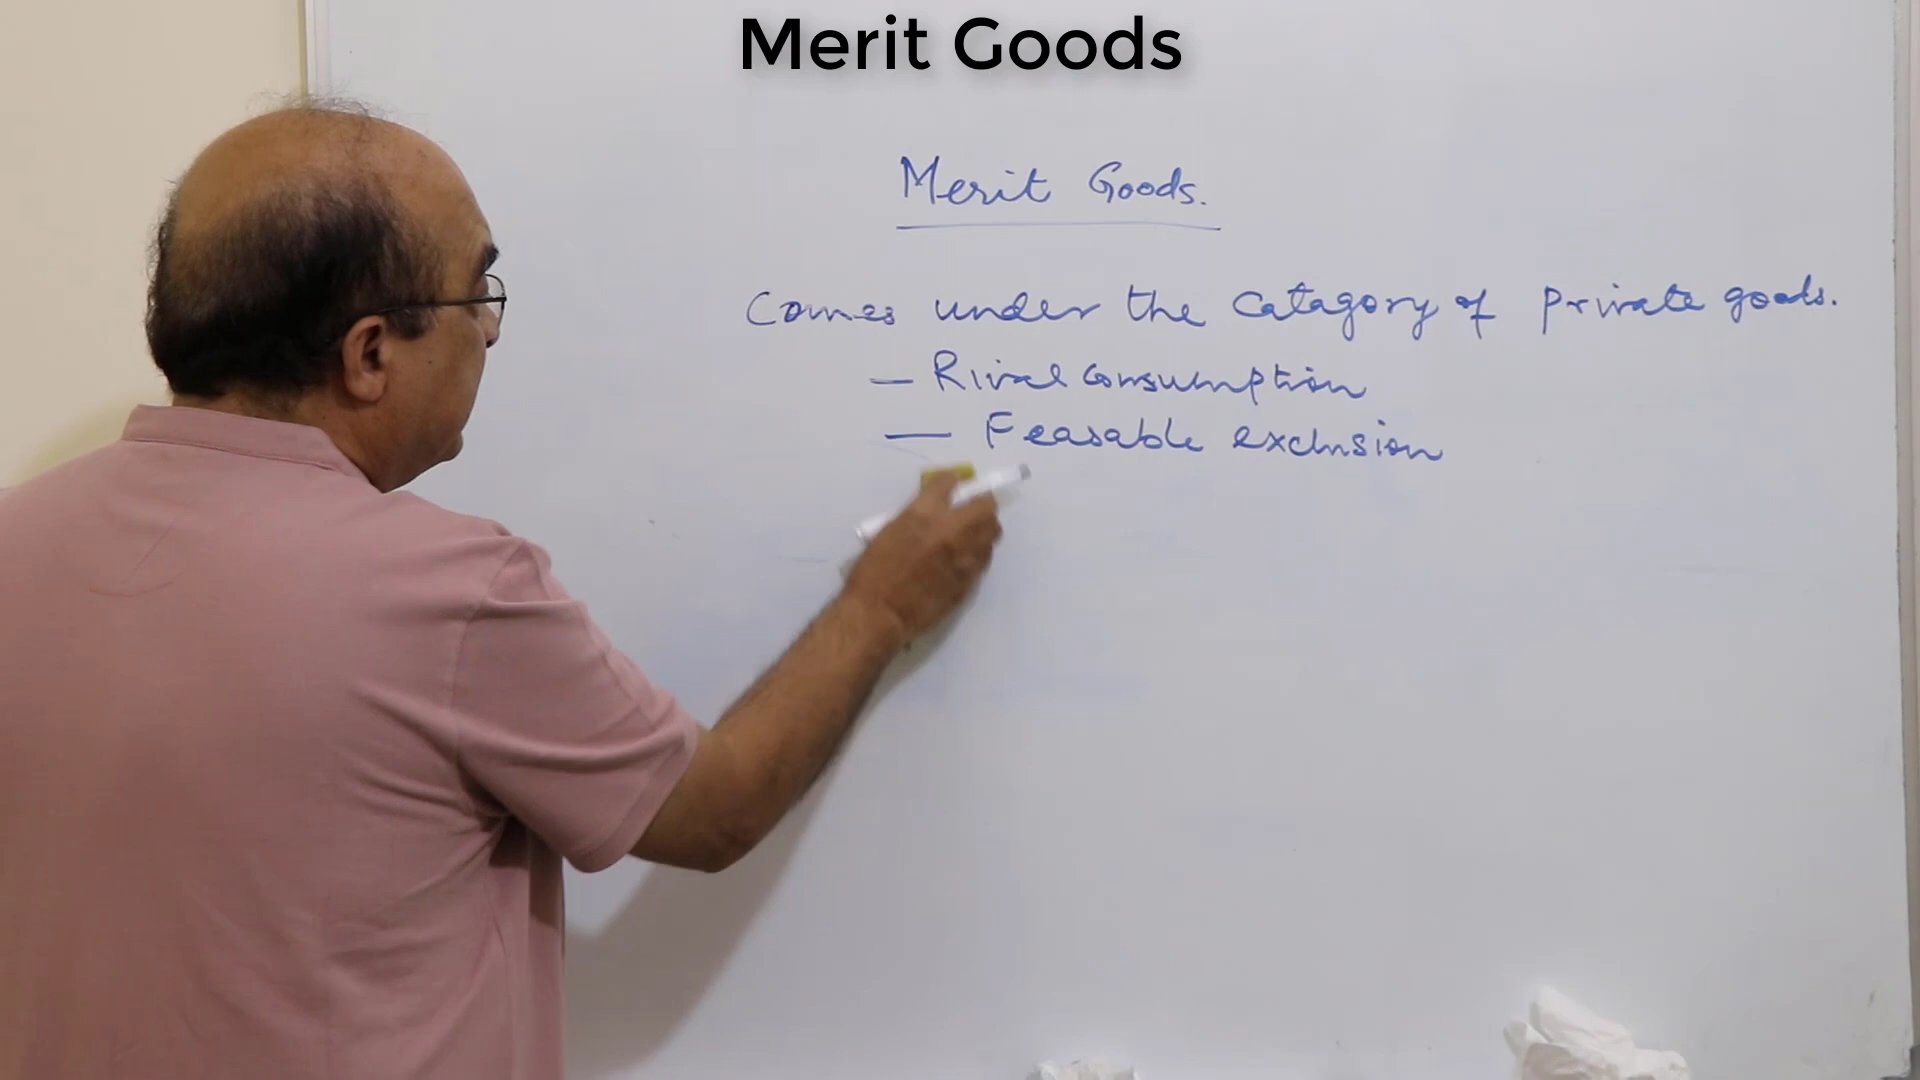 Merit Goods
Merit Goods.
Comes under the Catagory of Private goods.
— Rival Consumption
— Feasable exclusion